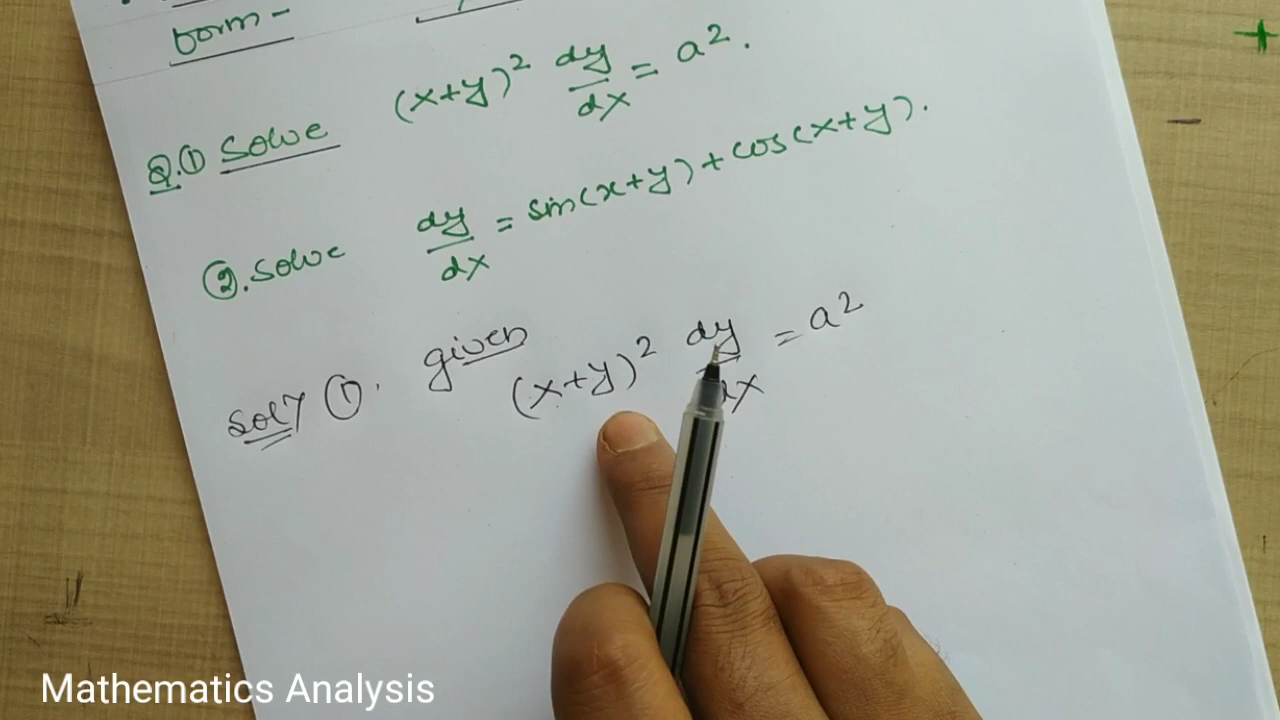 form -
Q.① Solve (x+y)² dy/dx = a².
②. Solve dy/dx = sin(x+y) + cos(x+y).
Solⁿ ①. given
(x+y)² dy/dx = a²
Mathematics Analysis